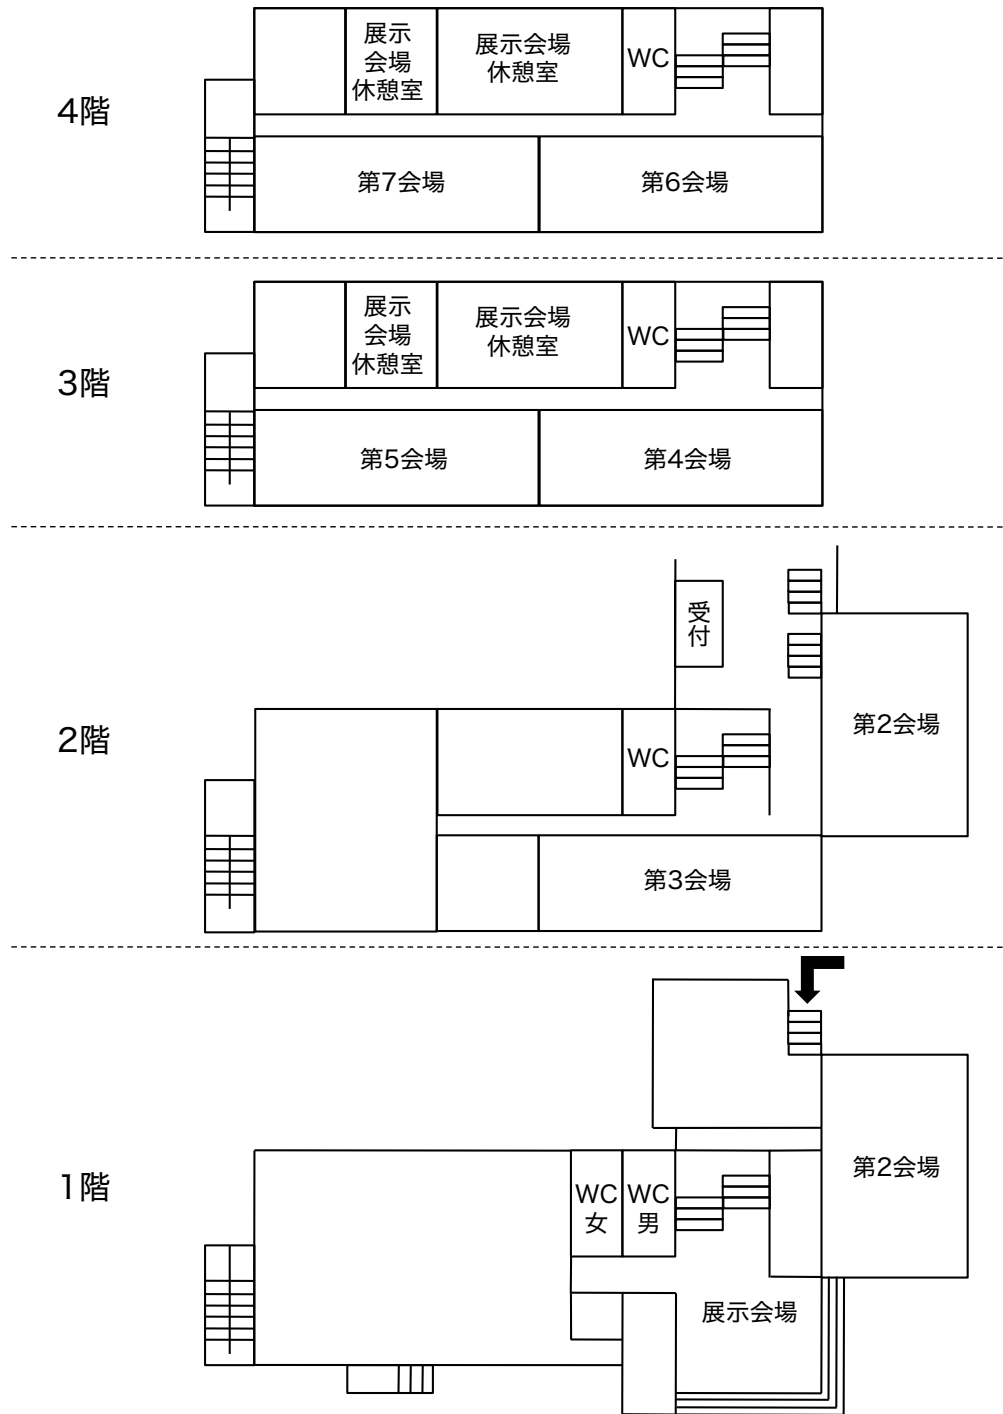 4階
展示
会場
休憩室
展示会場
休憩室
WC
第7会場
第6会場
3階
展示
会場
休憩室
展示会場
休憩室
WC
第5会場
第4会場
2階
受
付
WC
第2会場
第3会場
1階
WC
女
WC
男
第2会場
展示会場